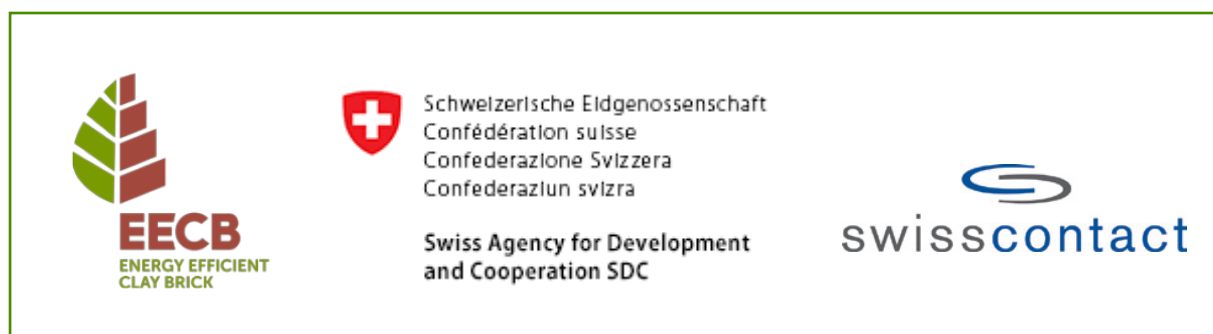 EECB
ENERGY EFFICIENT
CLAY BRICK
Schweizerische Eidgenossenschaft
Confédération suisse
Confederazione Svizzera
Confederaziun svizra
Swiss Agency for Development
and Cooperation SDC
swisscontact